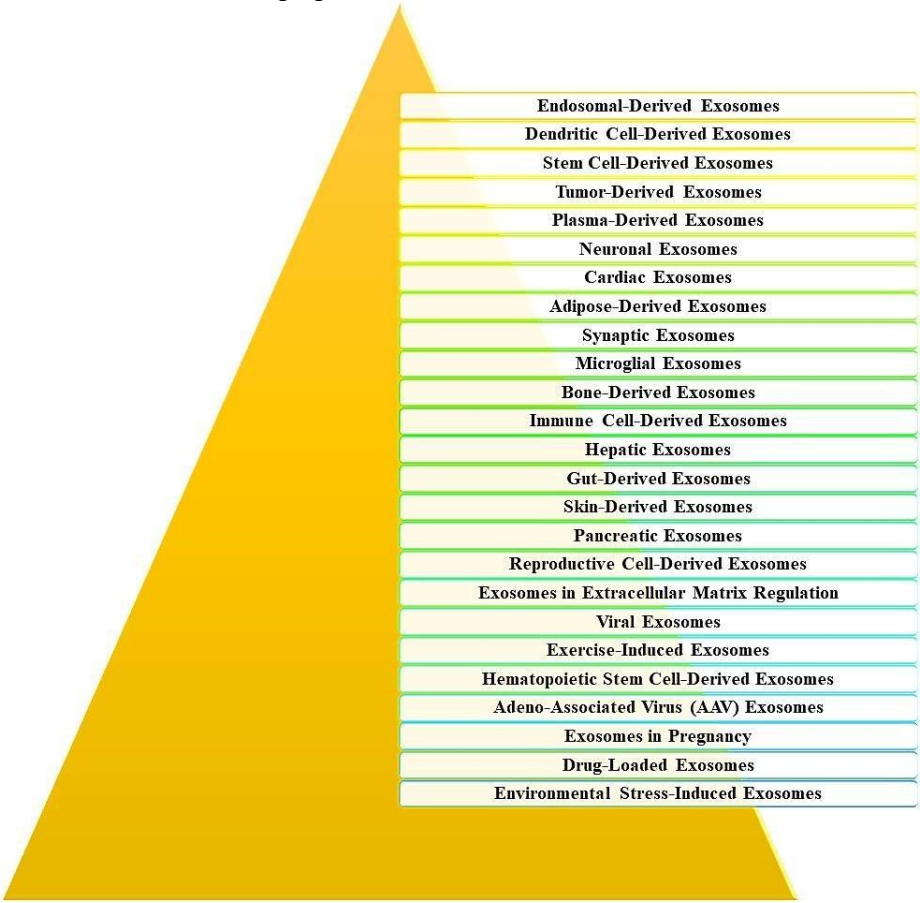 Endosomal-Derived Exosomes
Dendritic Cell-Derived Exosomes
Stem Cell-Derived Exosomes
Tumor-Derived Exosomes
Plasma-Derived Exosomes
Neuronal Exosomes
Cardiac Exosomes
Adipose-Derived Exosomes
Synaptic Exosomes
Microglial Exosomes
Bone-Derived Exosomes
Immune Cell-Derived Exosomes
Hepatic Exosomes
Gut-Derived Exosomes
Skin-Derived Exosomes
Pancreatic Exosomes
Reproductive Cell-Derived Exosomes
Exosomes in Extracellular Matrix Regulation
Viral Exosomes
Exercise-Induced Exosomes
Hematopoietic Stem Cell-Derived Exosomes
Adeno-Associated Virus (AAV) Exosomes
Exosomes in Pregnancy
Drug-Loaded Exosomes
Environmental Stress-Induced Exosomes